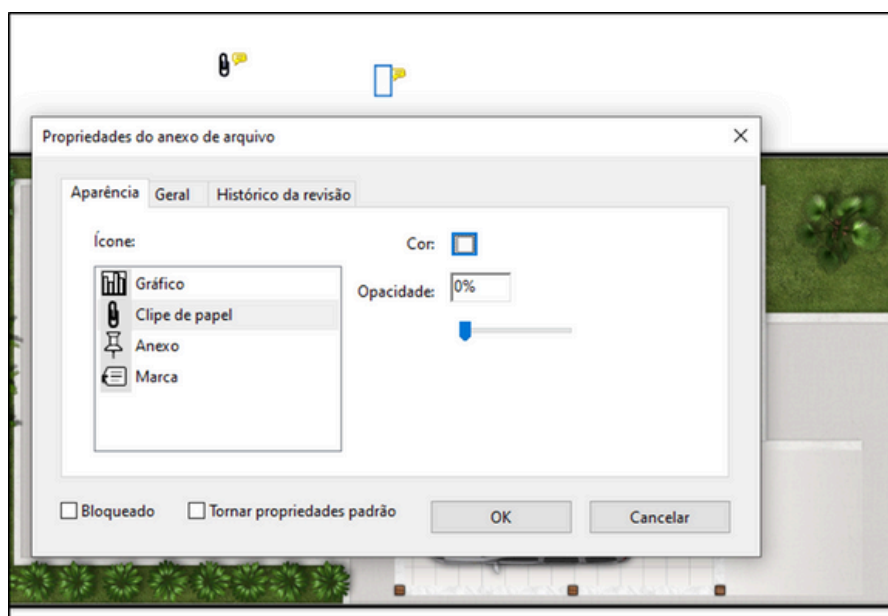 Propriedades do anexo de arquivo
Aparência Geral Histórico da revisão
Ícone:
Cor:
Gráfico
Opacidade: 0%
Clipe de papel
Anexo
Marca
Bloqueado Tornar propriedades padrão OK Cancelar